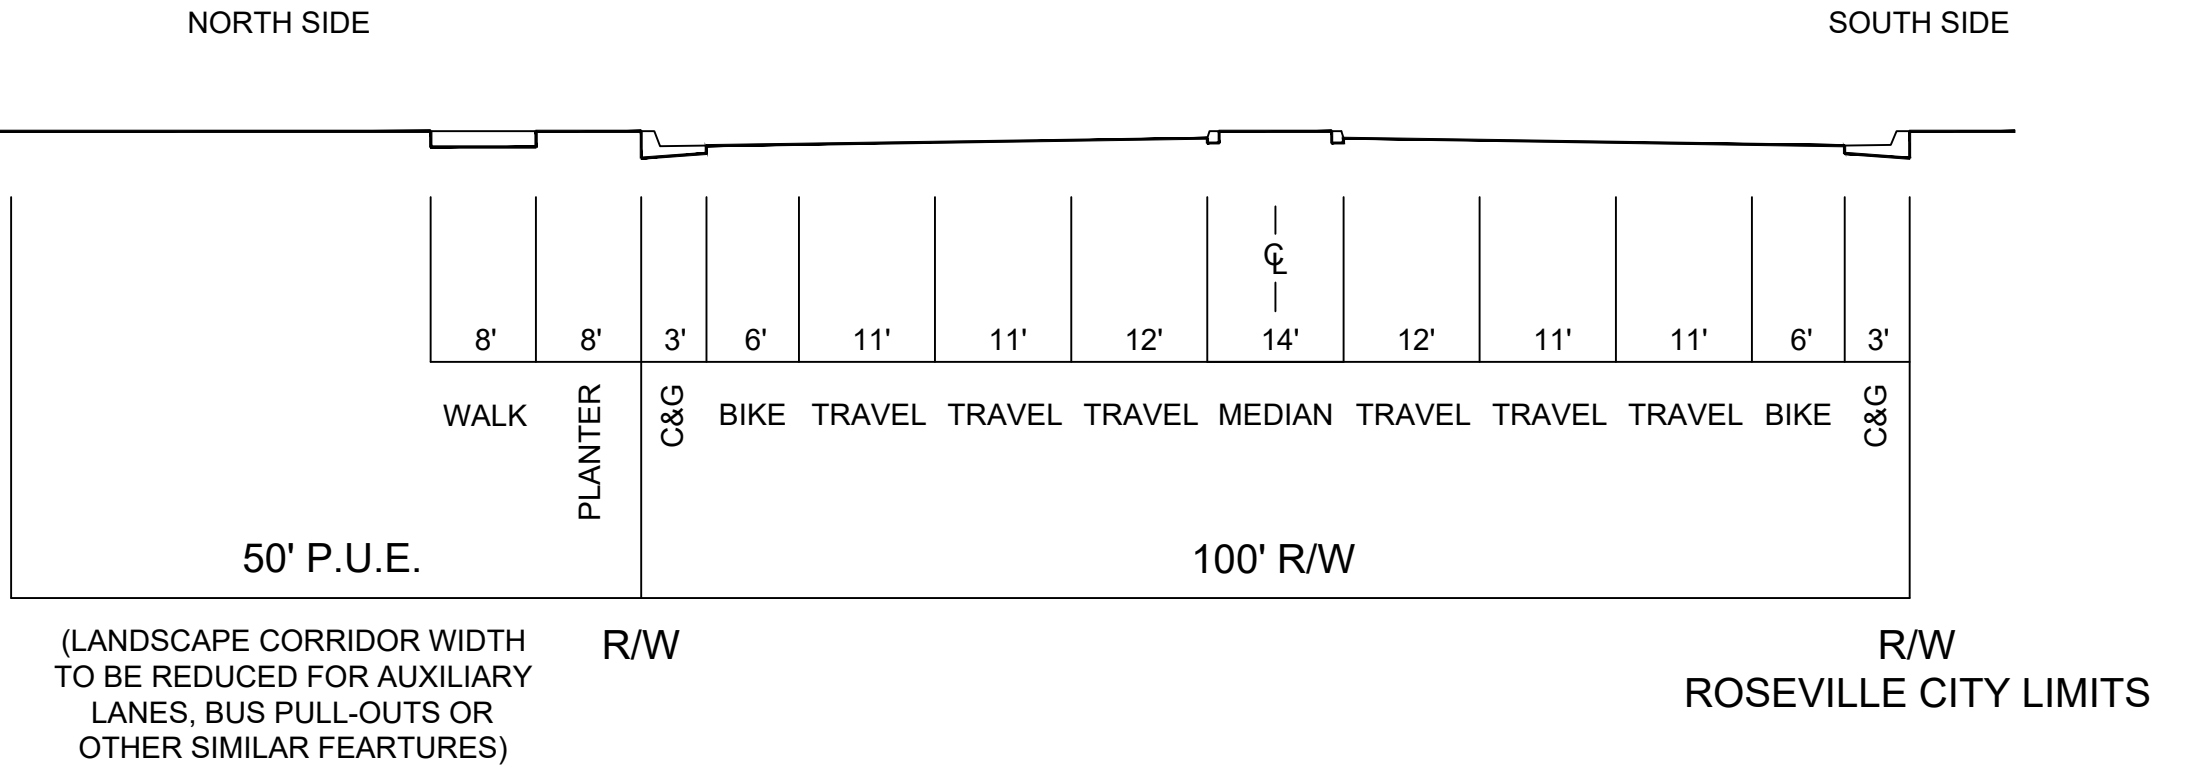 NORTH SIDE
SOUTH SIDE
℄
8' 8' 3' 6' 11' 11' 12' 14' 12' 11' 11' 6' 3'
WALK PLANTER C&G BIKE TRAVEL TRAVEL TRAVEL MEDIAN TRAVEL TRAVEL TRAVEL BIKE C&G
50' P.U.E.
100' R/W
(LANDSCAPE CORRIDOR WIDTH
TO BE REDUCED FOR AUXILIARY
LANES, BUS PULL-OUTS OR
OTHER SIMILAR FEARTURES)
R/W
R/W
ROSEVILLE CITY LIMITS